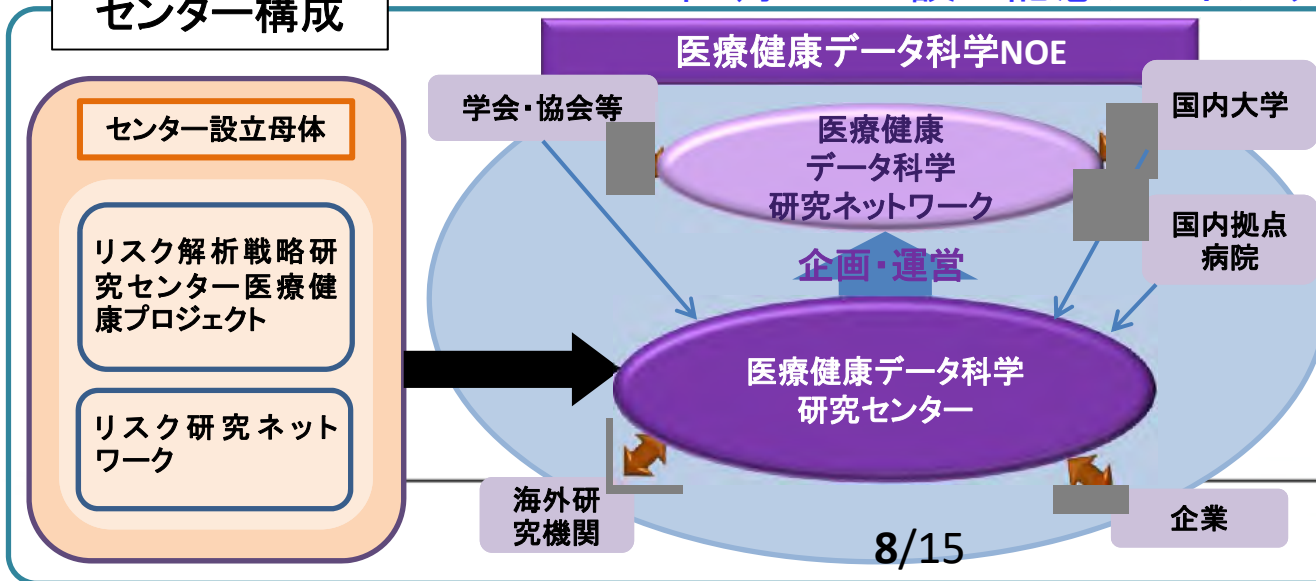 センター構成
医療健康データ科学NOE
センター設立母体
リスク解析戦略研
究センター医療健
康プロジェクト
リスク研究ネット
ワーク
学会・協会等
医療健康
データ科学
研究ネットワーク
国内大学
国内拠点
病院
企画・運営
医療健康データ科学
研究センター
海外研
究機関
企業
8/15